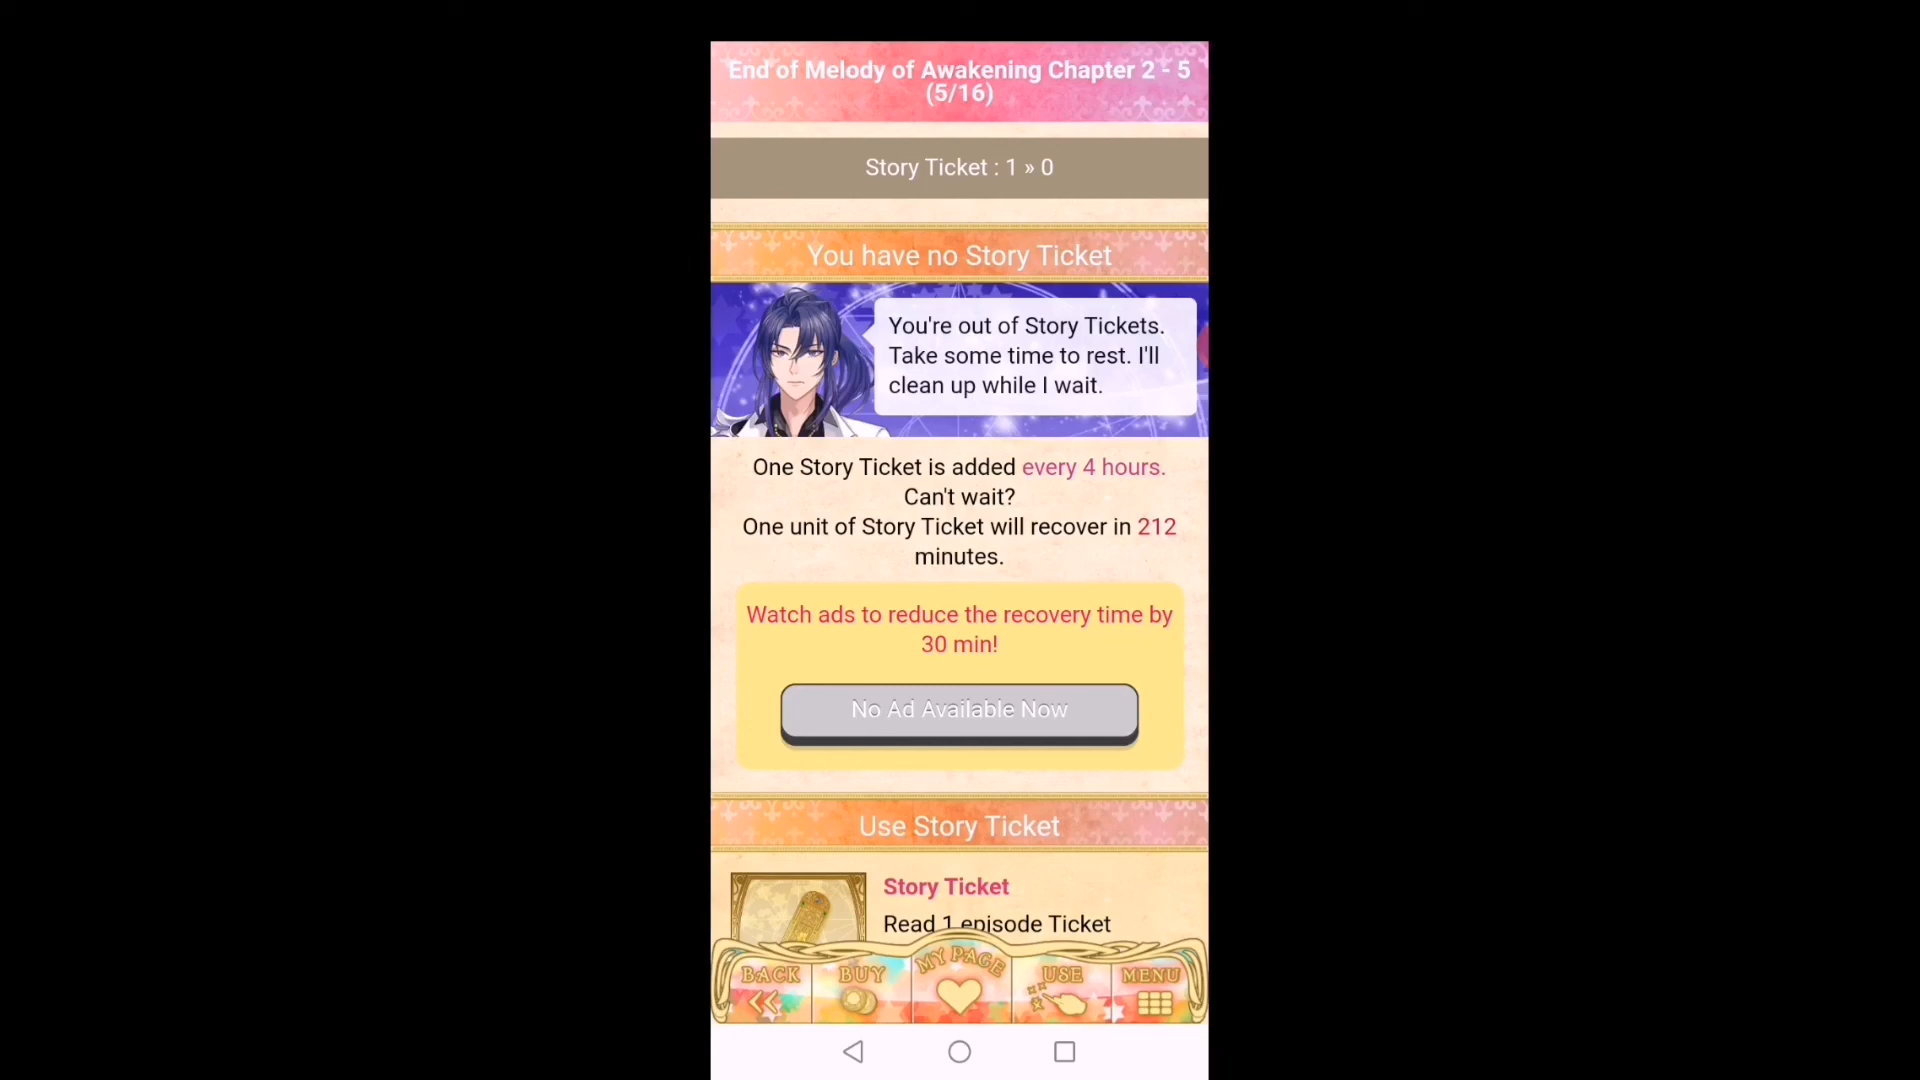 End of Melody of Awakening Chapter 2 - 5
(5/16)
Story Ticket : 1 » 0
You have no Story Ticket
You're out of Story Tickets.
Take some time to rest. I'll
clean up while I wait.
One Story Ticket is added every 4 hours.
Can't wait?
One unit of Story Ticket will recover in 212
minutes.
Watch ads to reduce the recovery time by
30 min!
No Ad Available Now
Use Story Ticket
Story Ticket
Read 1 episode Ticket
BACK BUY MY PAGE USE MENU